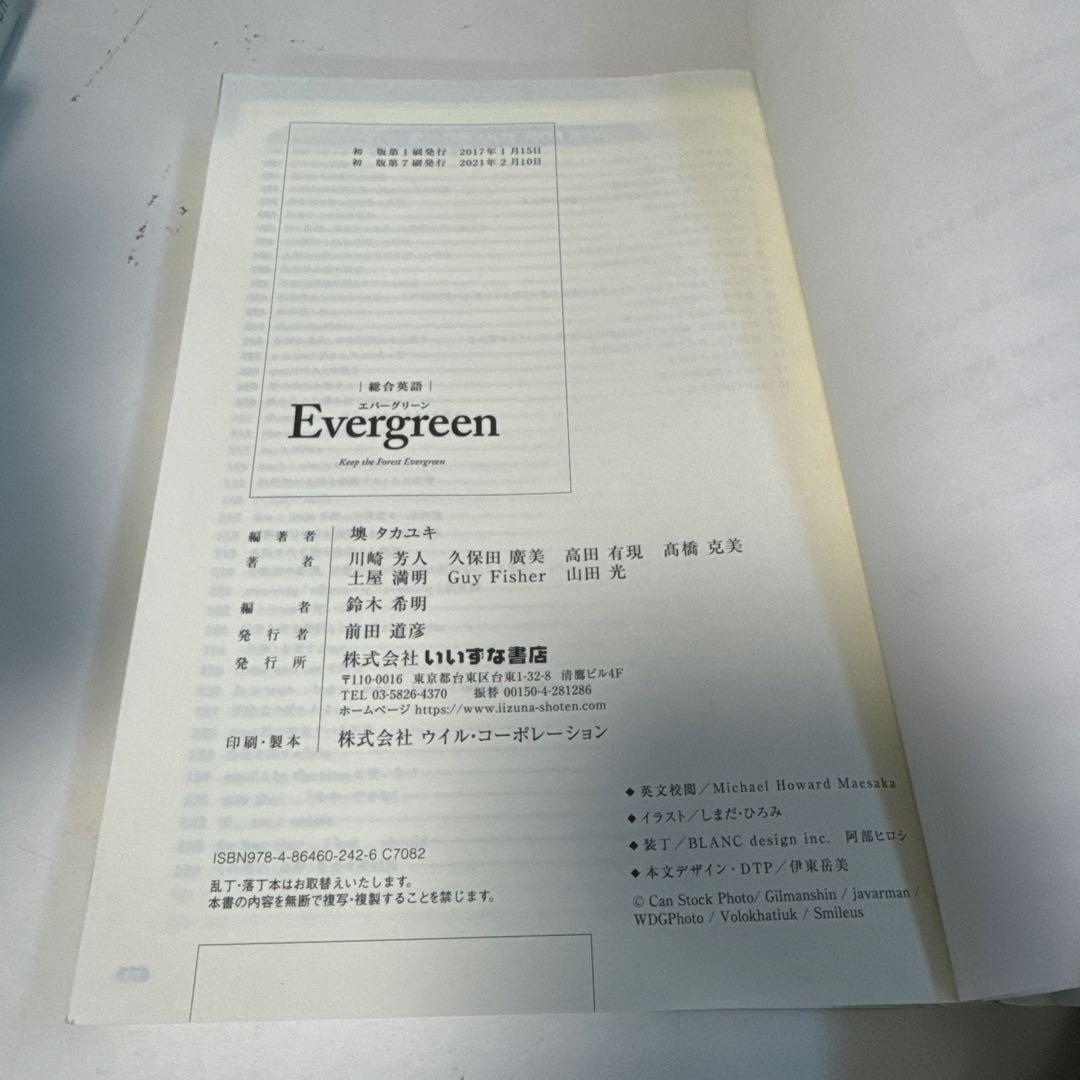 初 版第1刷発行 2017年1月15日
初 版第7刷発行 2021年2月10日
|総合英語|
エバーグリーン
Evergreen
Keep the Forest Evergreen
編著者 墺 タカユキ
著者 川崎 芳人 久保田 廣美 高田 有現 髙橋 克美
土屋 満明 Guy Fisher 山田 光
編者 鈴木 希明
発行者 前田 道彦
発行所 株式会社 いいずな書店
〒110-0016 東京都台東区台東1-32-8 清鷹ビル4F
TEL 03-5826-4370 振替 00150-4-281286
ホームページ https://www.iizuna-shoten.com
印刷・製本 株式会社 ウイル・コーポレーション
◆英文校閲/Michael Howard Maesaka
◆イラスト/しまだ・ひろみ
◆装丁/BLANC design inc. 阿部ヒロシ
◆本文デザイン・DTP/伊東岳美
© Can Stock Photo/ Gilmanshin / javarman /
WDGPhoto / Volokhatiuk / Smileus
ISBN978-4-86460-242-6 C7082
乱丁・落丁本はお取替えいたします。
本書の内容を無断で複写・複製することを禁じます。